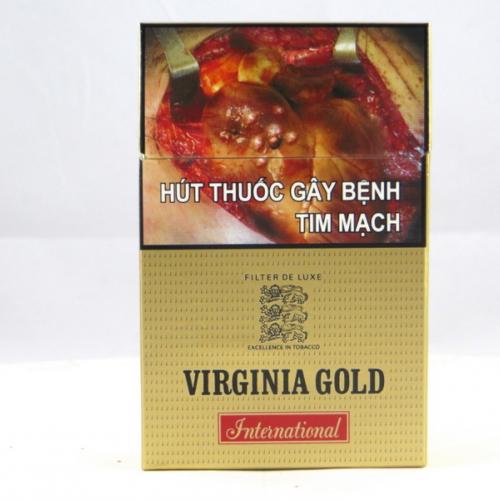 HÚT THUỐC GÂY BỆNH
TIM MẠCH
FILTER DE LUXE
EXCELLENCE IN TOBACCO
VIRGINIA GOLD
International